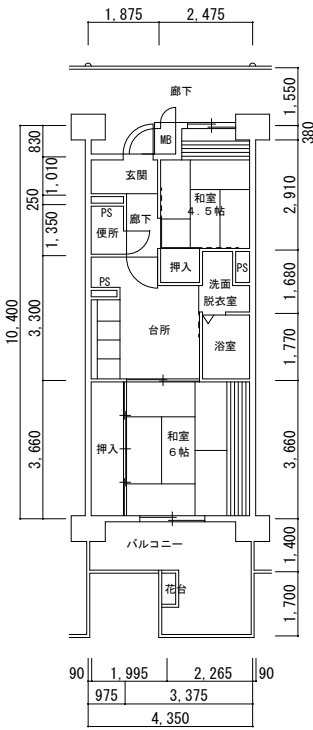 1,875 2,475
廊下
1,550
380
830
MB
玄関
1,010
和室
4.5帖
2,910
250
PS
廊下
便所
1,350
押入
洗面
脱衣室
PS
1,680
PS
10,400
3,300
台所
浴室
1,770
押入
和室
6帖
3,660
3,660
バルコニー
1,400
花台
1,700
90 1,995 2,265 90
975 3,375
4,350